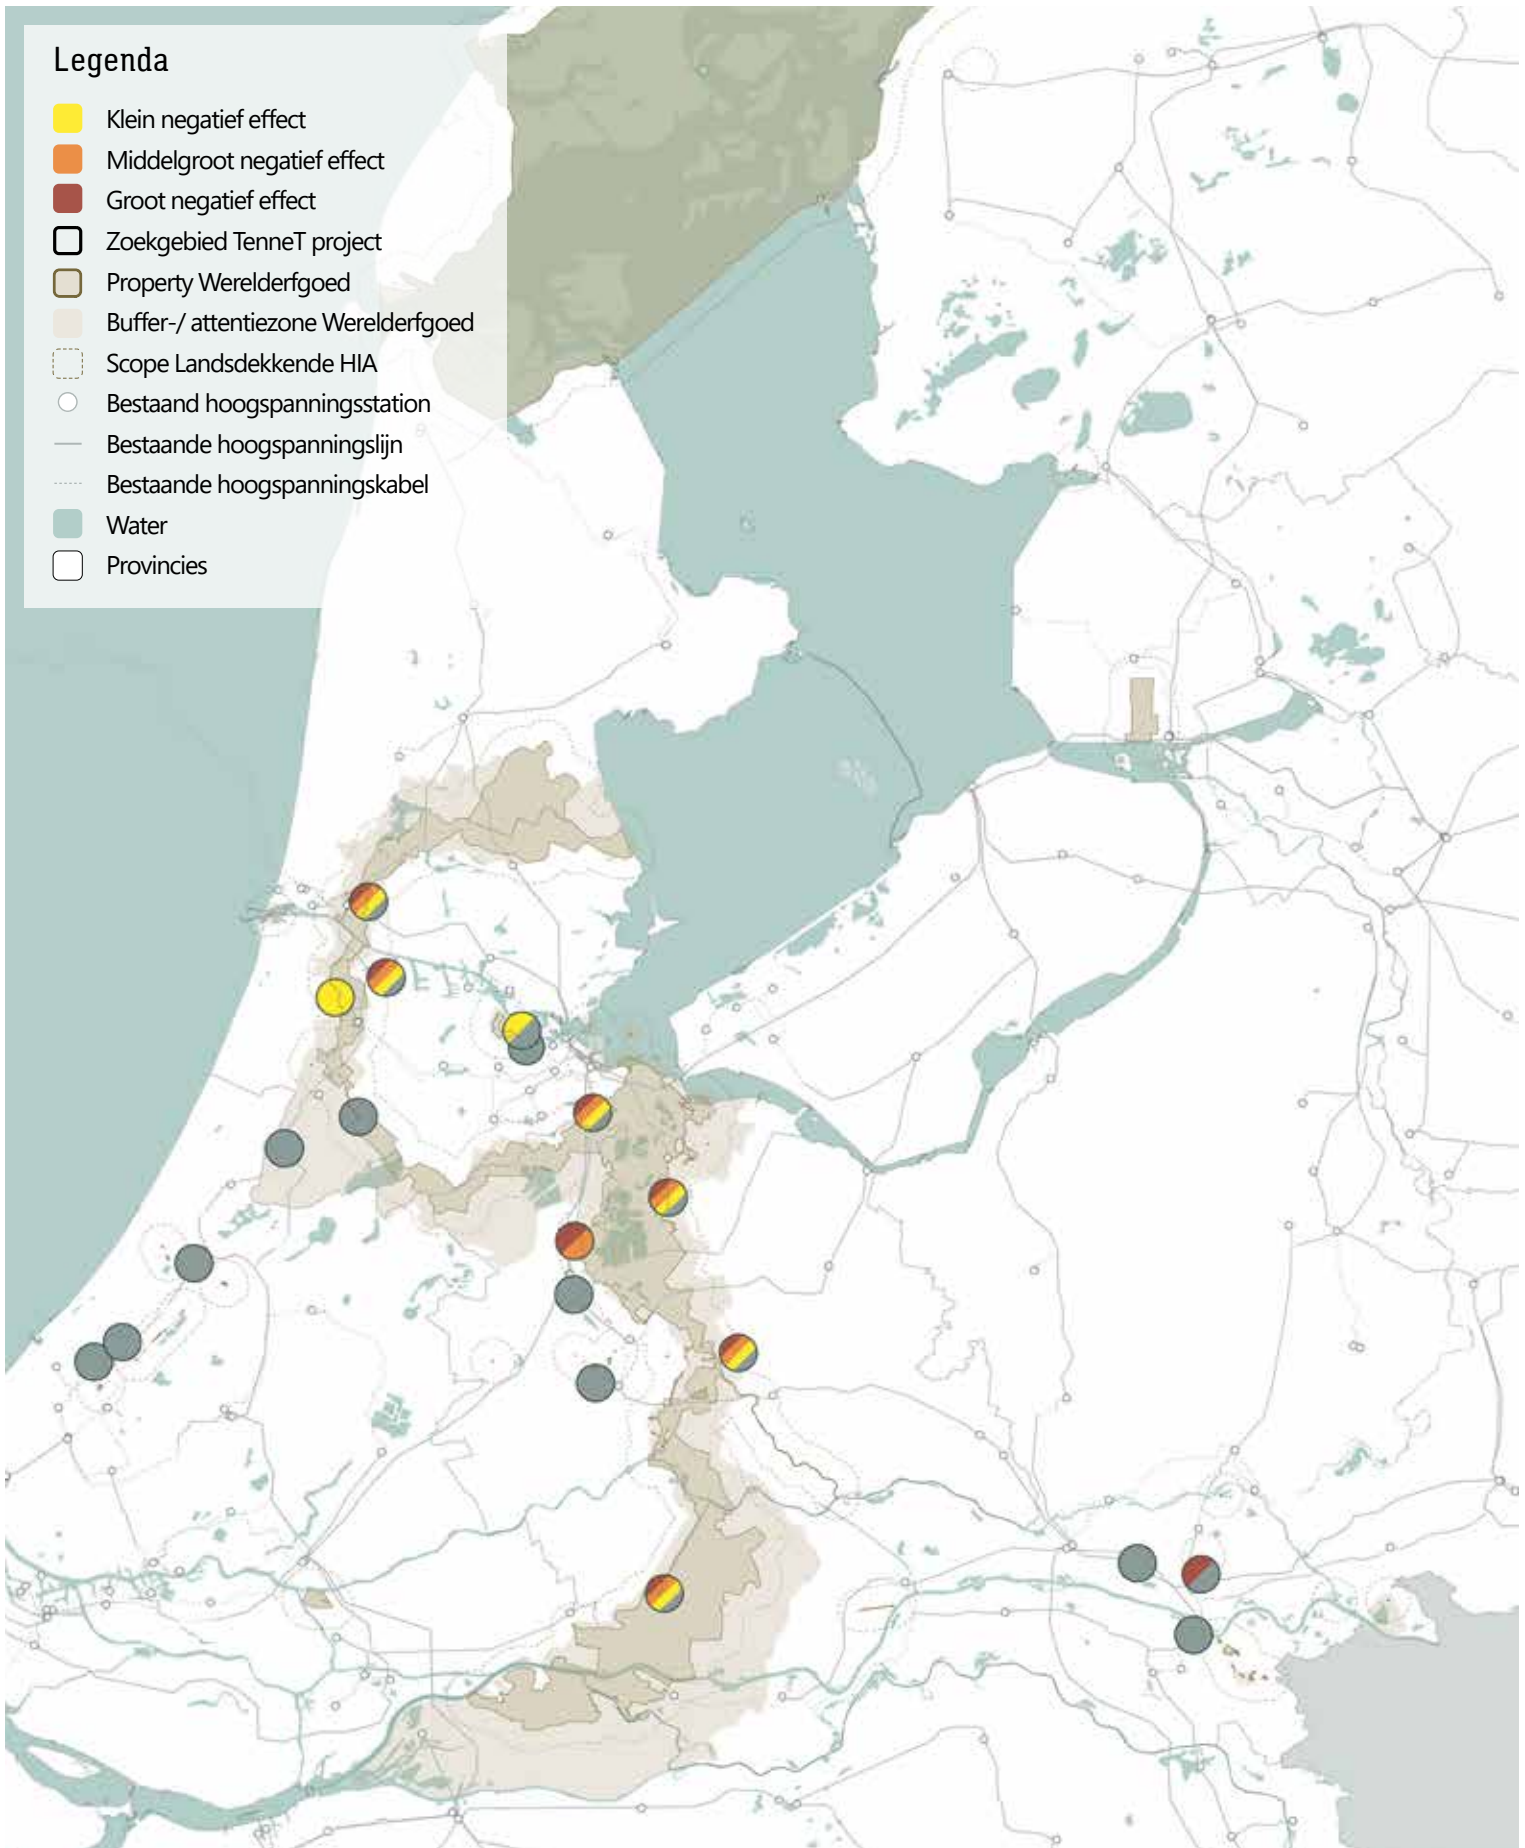 Legenda
Klein negatief effect
Middelgroot negatief effect
Groot negatief effect
Zoekgebied TenneT project
Property Werelderfgoed
Buffer-/ attentiezone Werelderfgoed
Scope Landsdekkende HIA
Bestaand hoogspanningsstation
Bestaande hoogspanningslijn
Bestaande hoogspanningskabel
Water
Provincies